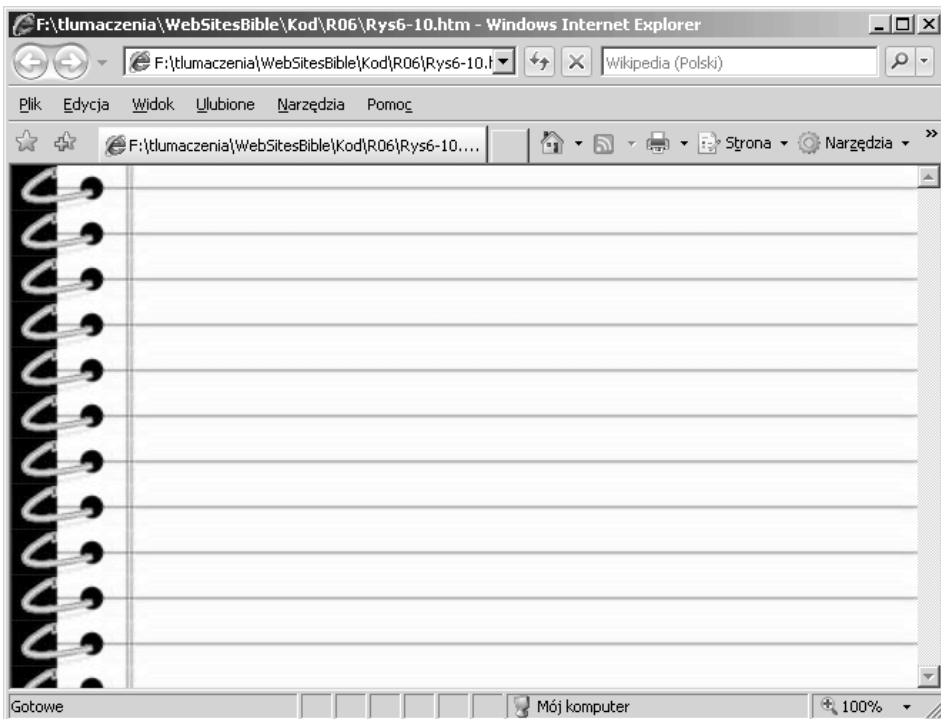 F:\tlumaczenia\WebSitesBible\Kod\R06\Rys6-10.htm - Windows Internet Explorer
F:\tlumaczenia\WebSitesBible\Kod\R06\Rys6-10.h Wikipedia (Polski)
Plik Edycja Widok Ulubione Narzędzia Pomoc
F:\tlumaczenia\WebSitesBible\Kod\R06\Rys6-10.... Strona Narzędzia »
Gotowe Mój komputer 100%